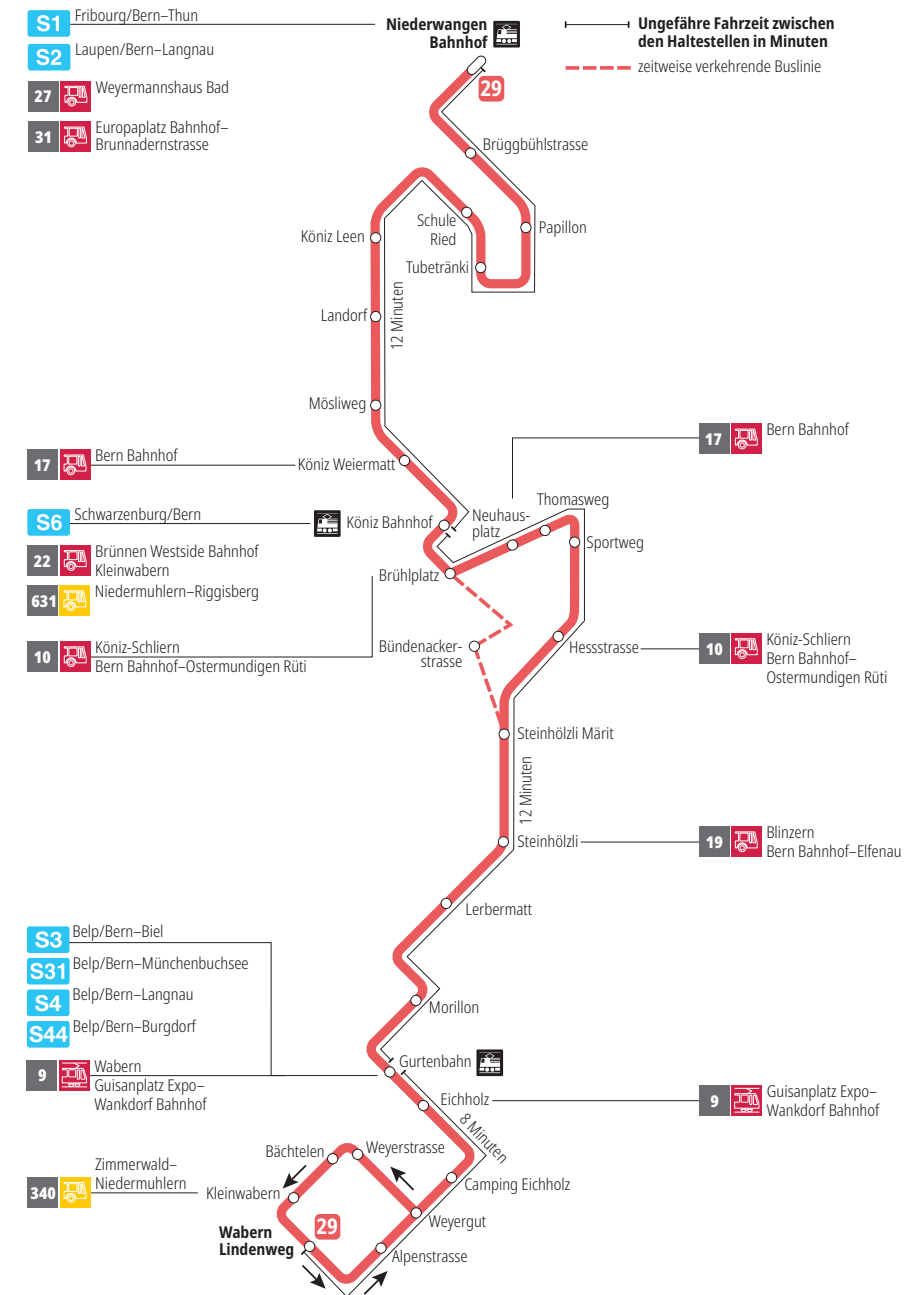 S1
Fribourg/Bern–Thun
S2
Laupen/Bern–Langnau
27
Weyermannshaus Bad
31
Europaplatz Bahnhof–
Brunnadernstrasse
Niederwangen
Bahnhof
29
Ungefähre Fahrzeit zwischen
den Haltestellen in Minuten
zeitweise verkehrende Buslinie
Brüggbühlstrasse
Papillon
Schule
Ried
Tubetränki
Köniz Leen
Landorf
12 Minuten
Mösliweg
17
Bern Bahnhof
Köniz Weiermatt
17
Bern Bahnhof
S6
Schwarzenburg/Bern
Köniz Bahnhof
Neuhaus-
platz
Thomasweg
Sportweg
22
Brünnen Westside Bahnhof
Kleinwabern
631
Niedermuhlern–Riggisberg
Brühlplatz
10
Köniz-Schliern
Bern Bahnhof–Ostermundigen Rüti
Bündenacker-
strasse
Hessstrasse
10
Köniz-Schliern
Bern Bahnhof–
Ostermundigen Rüti
Steinhölzli Märit
12 Minuten
Steinhölzli
19
Blinzern
Bern Bahnhof–Elfenau
Lerbermatt
S3
Belp/Bern–Biel
S31
Belp/Bern–Münchenbuchsee
S4
Belp/Bern–Langnau
S44
Belp/Bern–Burgdorf
Morillon
9
Wabern
Guisanplatz Expo–
Wankdorf Bahnhof
Gurtenbahn
Eichholz
9
Guisanplatz Expo–
Wankdorf Bahnhof
8 Minuten
Bächtelen
Weyerstrasse
Camping Eichholz
340
Zimmerwald–
Niedermuhlern
Kleinwabern
Weyergut
Wabern
Lindenweg
29
Alpenstrasse